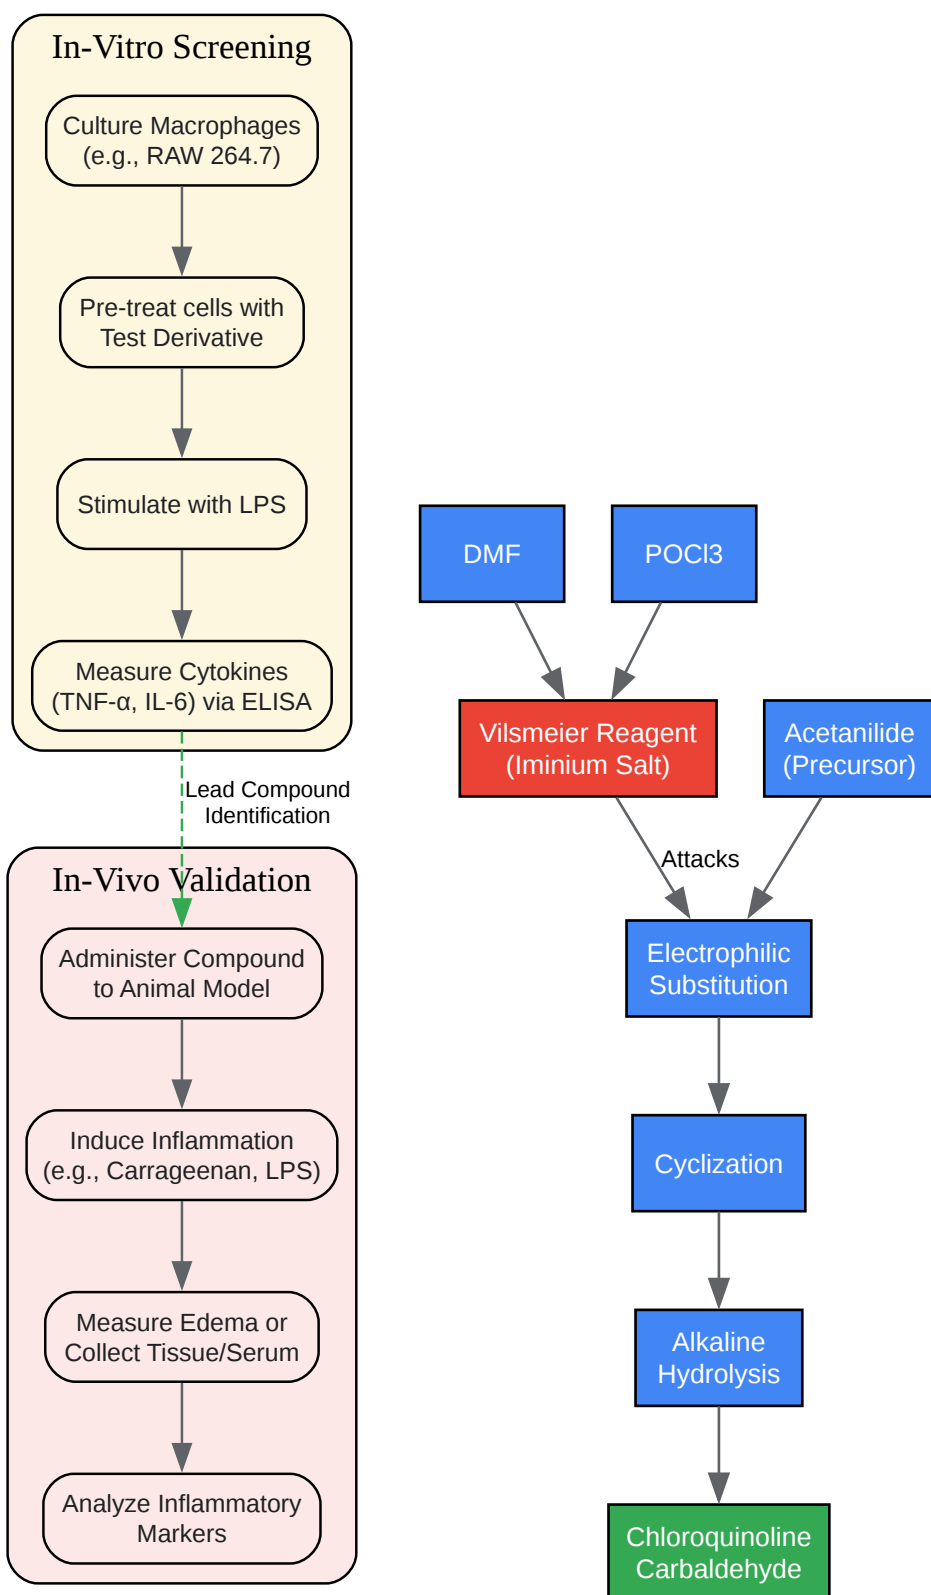 In-Vitro Screening
Culture Macrophages
(e.g., RAW 264.7)
Pre-treat cells with
Test Derivative
Stimulate with LPS
Measure Cytokines
(TNF-α, IL-6) via ELISA
Lead Compound
Identification
In-Vivo Validation
Administer Compound
to Animal Model
Induce Inflammation
(e.g., Carrageenan, LPS)
Measure Edema or
Collect Tissue/Serum
Analyze Inflammatory
Markers
DMF
POCl3
Vilsmeier Reagent
(Iminium Salt)
Acetanilide
(Precursor)
Attacks
Electrophilic
Substitution
Cyclization
Alkaline
Hydrolysis
Chloroquinoline
Carbaldehyde